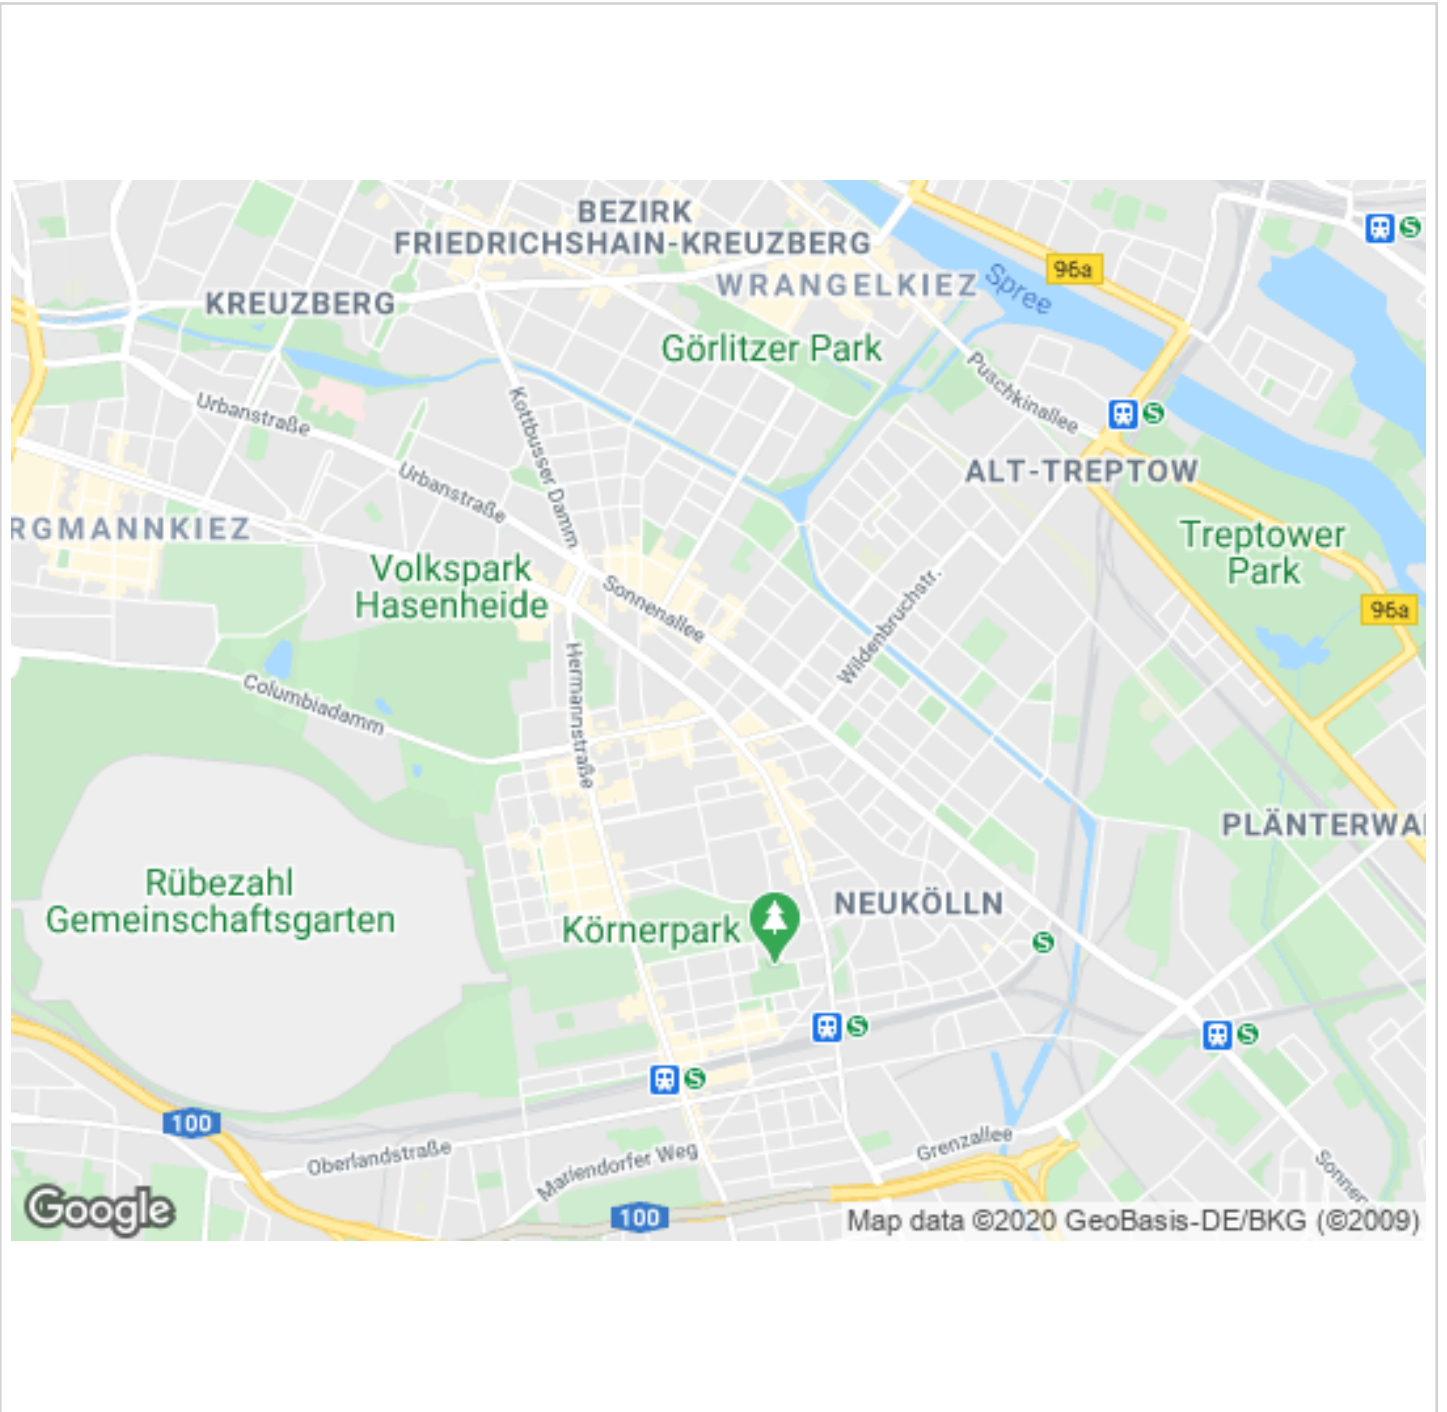 BEZIRK
FRIEDRICHSHAIN-KREUZBERG
S
96a
WRANGELKIEZ
Spree
KREUZBERG
Görlitzer Park
Puschkinallee
Urbanstraße
Kottbusser Damm
S
Urbanstraße
ALT-TREPTOW
RGMANNKIEZ
Treptower
Park
Volkspark
Hasenheide
Sonnenallee
Wildenbruchstr.
96a
Hermannstraße
Columbiadamm
PLÄNTERWA
Rübezahl
Gemeinschaftsgarten
Körnerpark
NEUKÖLLN
S
S
S
S
100
Oberlandstraße
Mariendorfer Weg
Grenzallee
Sonner
Google
100
Map data ©2020 GeoBasis-DE/BKG (©2009)